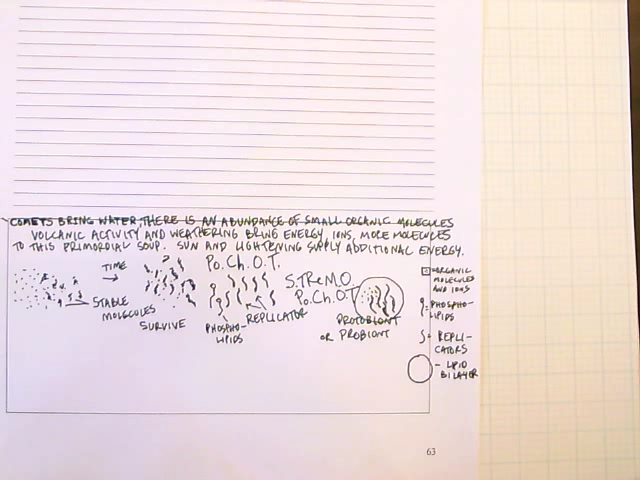 COMETS BRING WATER, THERE IS AN ABUNDANCE OF SMALL ORGANIC MOLECULES
VOLCANIC ACTIVITY AND WEATHERING BRING ENERGY, IONS, MORE MOLECULES
TO THIS PRIMORDIAL SOUP. SUN AND LIGHTENING SUPPLY ADDITIONAL ENERGY.
TIME
STABLE
MOLECULES
SURVIVE
Po.Ch.O.T.
PHOSPHO-
LIPIDS
REPLICATOR
S.TReMO
Po.Ch.O.T
PROTOBIONT
OR PROBIONT
ORGANIC
MOLECULES
AND IONS
PHOSPHO-
LIPIDS
REPLI-
CATORS
LIPID
BILAYER
63